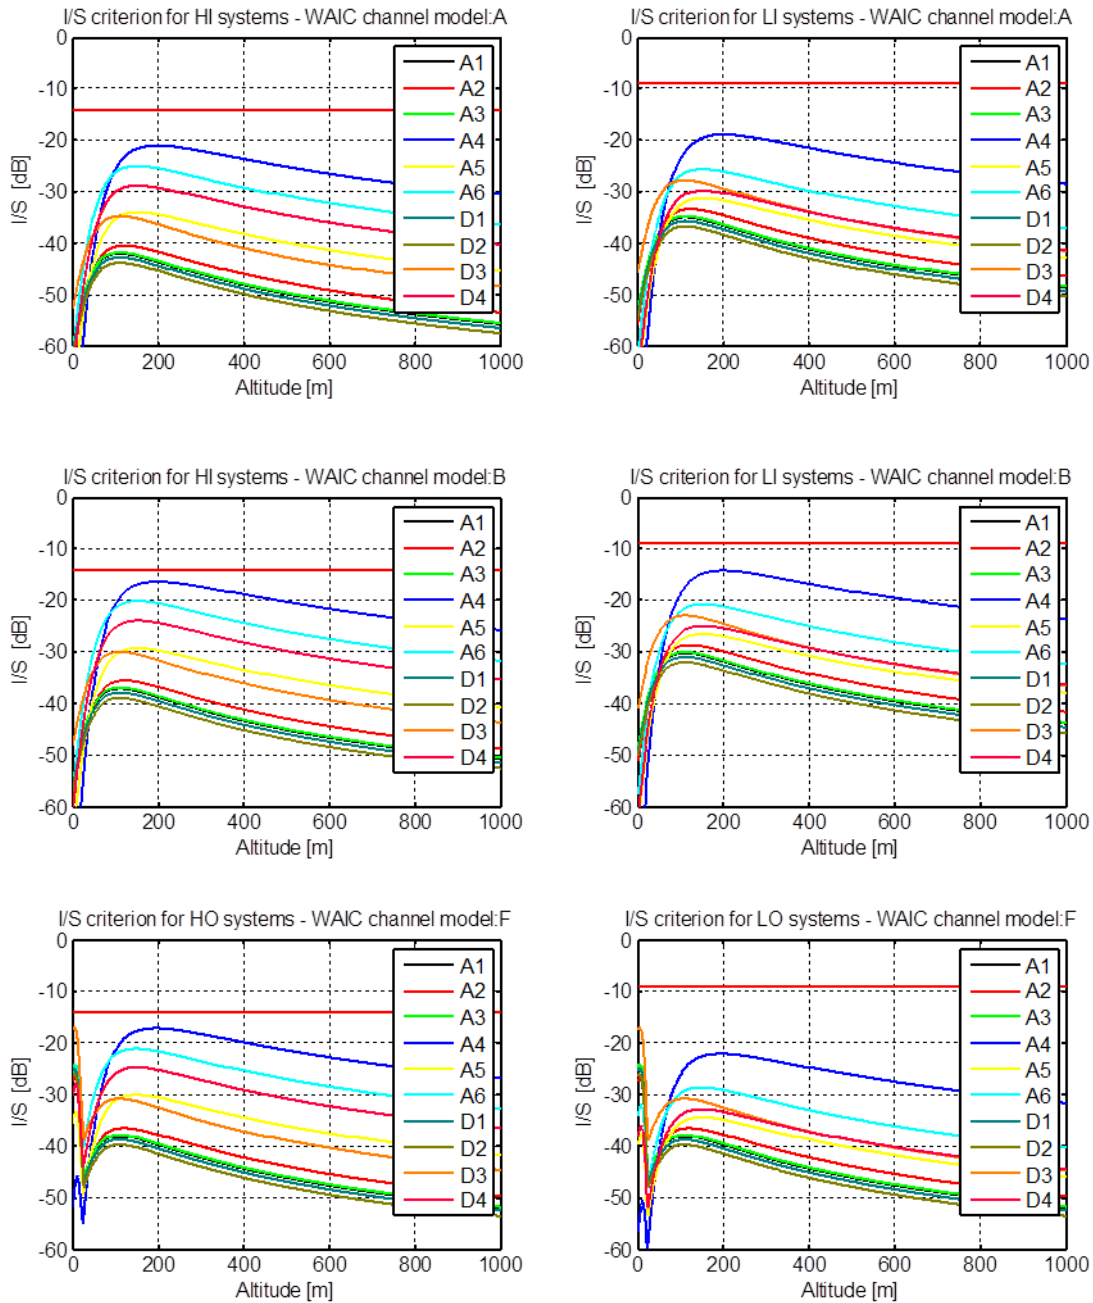 I/S criterion for HI systems - WAIC channel model:A
0
-10
-20
-30
-40
-50
-60
I/S [dB]
0 200 400 600 800 1000
Altitude [m]
A1
A2
A3
A4
A5
A6
D1
D2
D3
D4
I/S criterion for LI systems - WAIC channel model:A
0
-10
-20
-30
-40
-50
-60
I/S [dB]
0 200 400 600 800 1000
Altitude [m]
A1
A2
A3
A4
A5
A6
D1
D2
D3
D4
I/S criterion for HI systems - WAIC channel model:B
0
-10
-20
-30
-40
-50
-60
I/S [dB]
0 200 400 600 800 1000
Altitude [m]
A1
A2
A3
A4
A5
A6
D1
D2
D3
D4
I/S criterion for LI systems - WAIC channel model:B
0
-10
-20
-30
-40
-50
-60
I/S [dB]
0 200 400 600 800 1000
Altitude [m]
A1
A2
A3
A4
A5
A6
D1
D2
D3
D4
I/S criterion for HO systems - WAIC channel model:F
0
-10
-20
-30
-40
-50
-60
I/S [dB]
0 200 400 600 800 1000
Altitude [m]
A1
A2
A3
A4
A5
A6
D1
D2
D3
D4
I/S criterion for LO systems - WAIC channel model:F
0
-10
-20
-30
-40
-50
-60
I/S [dB]
0 200 400 600 800 1000
Altitude [m]
A1
A2
A3
A4
A5
A6
D1
D2
D3
D4